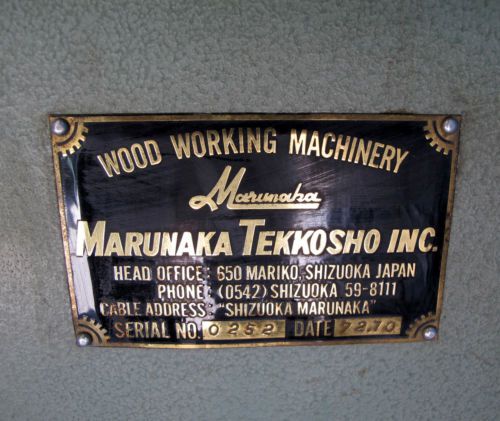 WOOD WORKING MACHINERY
Marunaka
MARUNAKA TEKKOSHO INC.
HEAD OFFICE: 650 MARIKO, SHIZUOKA JAPAN
PHONE: (0542) SHIZUOKA 59-8111
CABLE ADDRESS: "SHIZUOKA MARUNAKA"
SERIAL NO. 0252 DATE 72.10